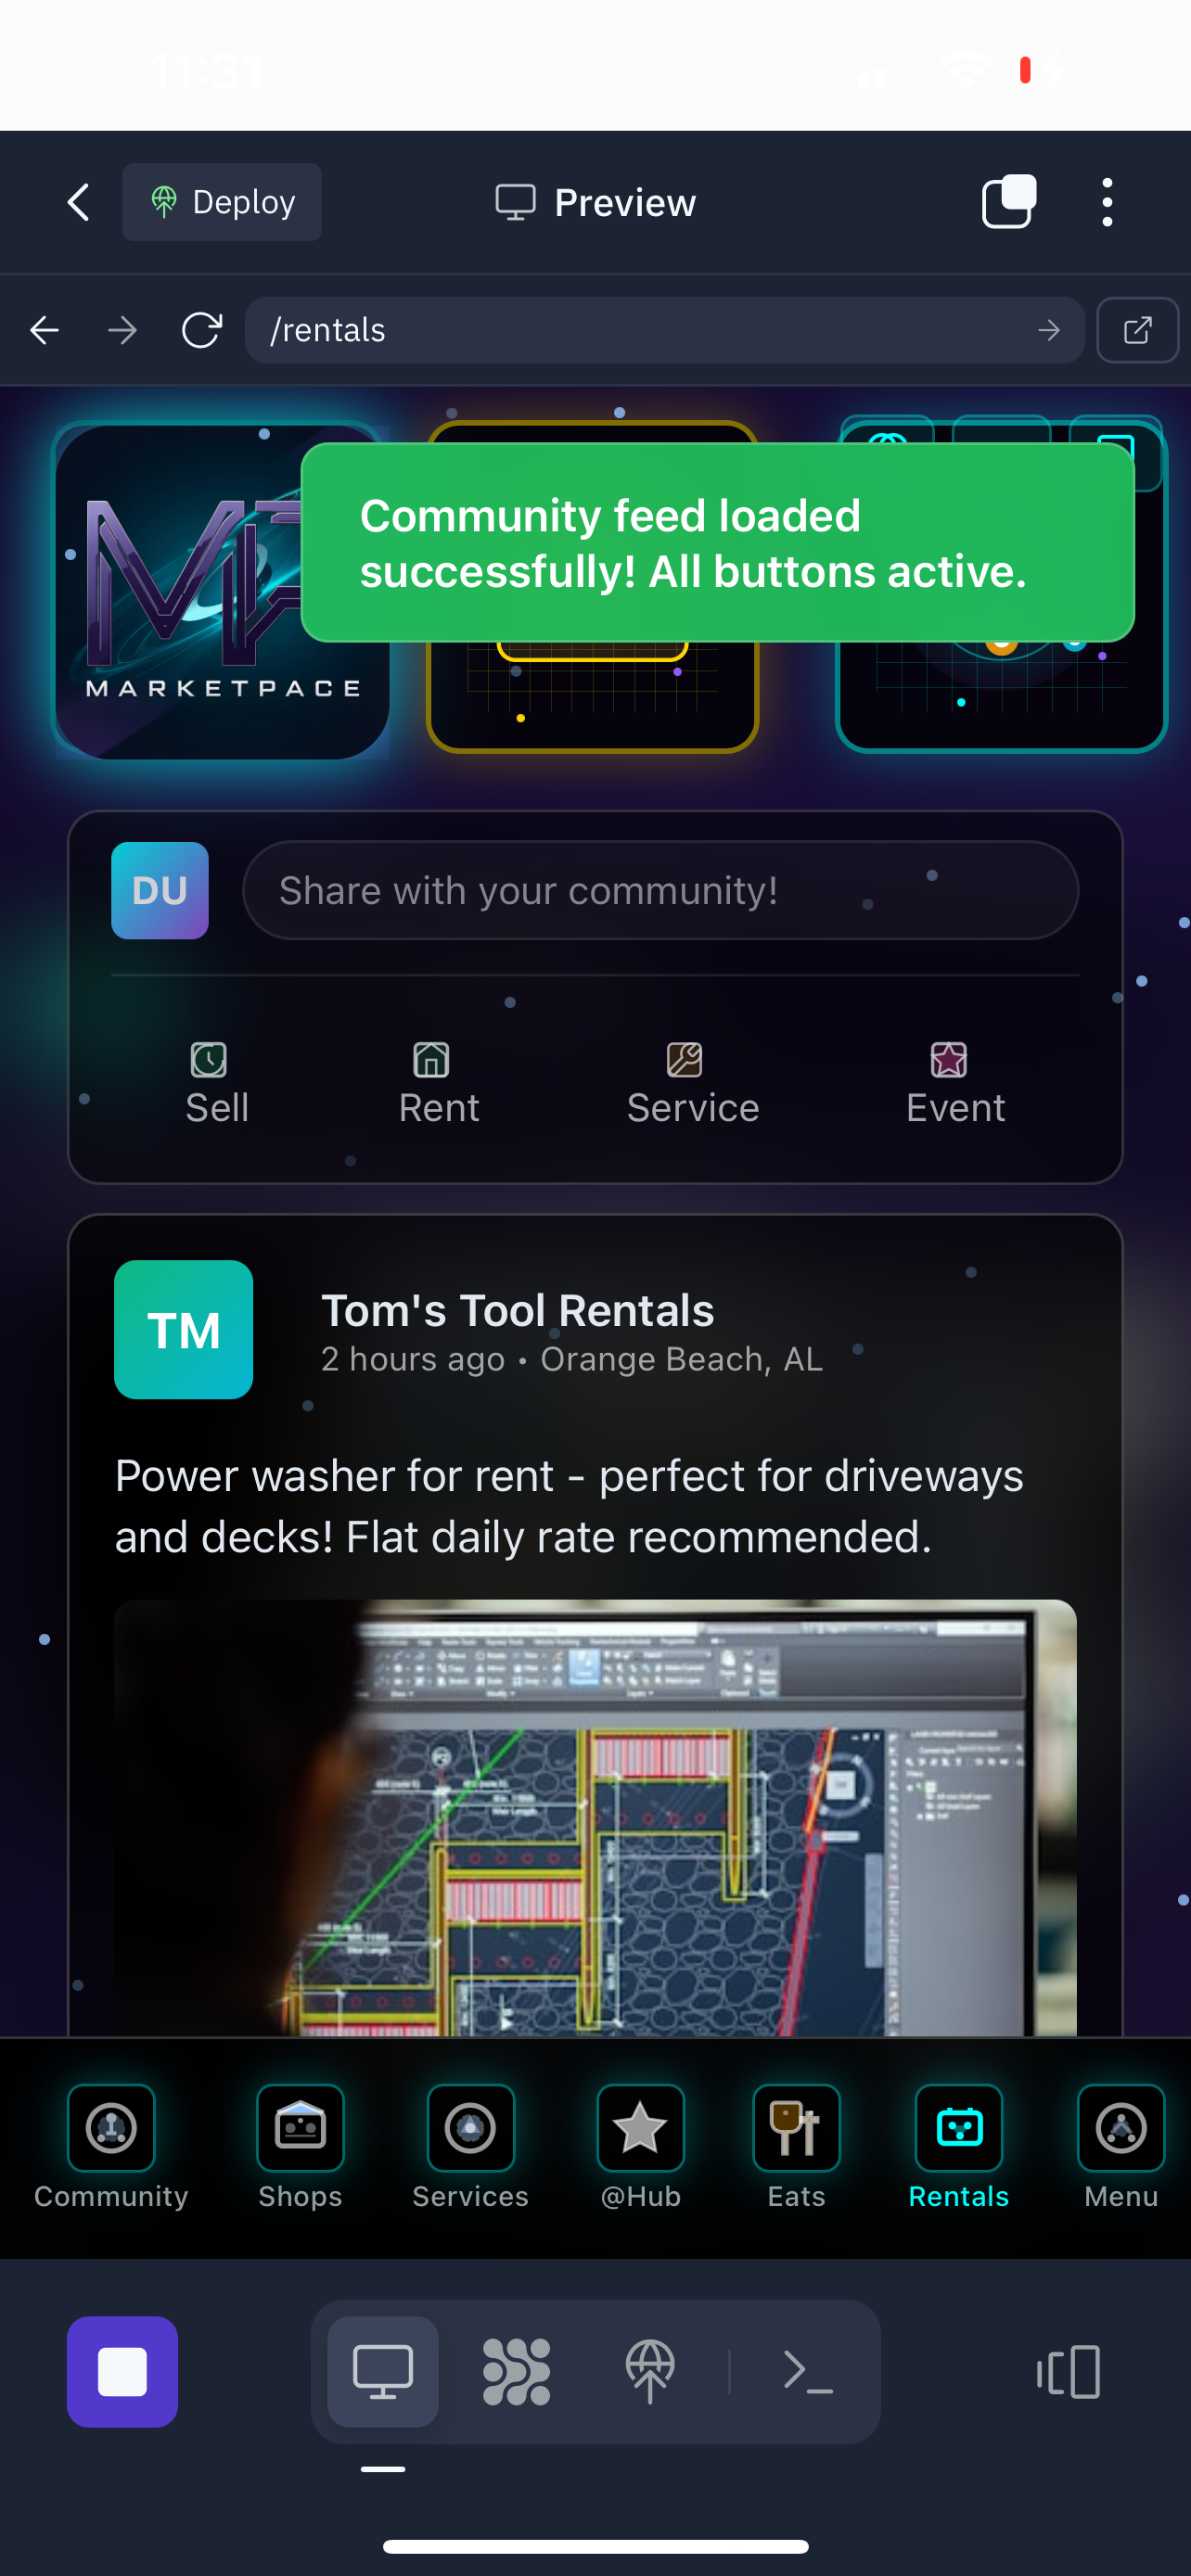 11:31
Deploy
Preview
/rentals
Community feed loaded
successfully! All buttons active.
MARKETPACE
DU
Share with your community!
Sell
Rent
Service
Event
TM
Tom's Tool Rentals
2 hours ago • Orange Beach, AL
Power washer for rent - perfect for driveways
and decks! Flat daily rate recommended.
Community
Shops
Services
@Hub
Eats
Rentals
Menu